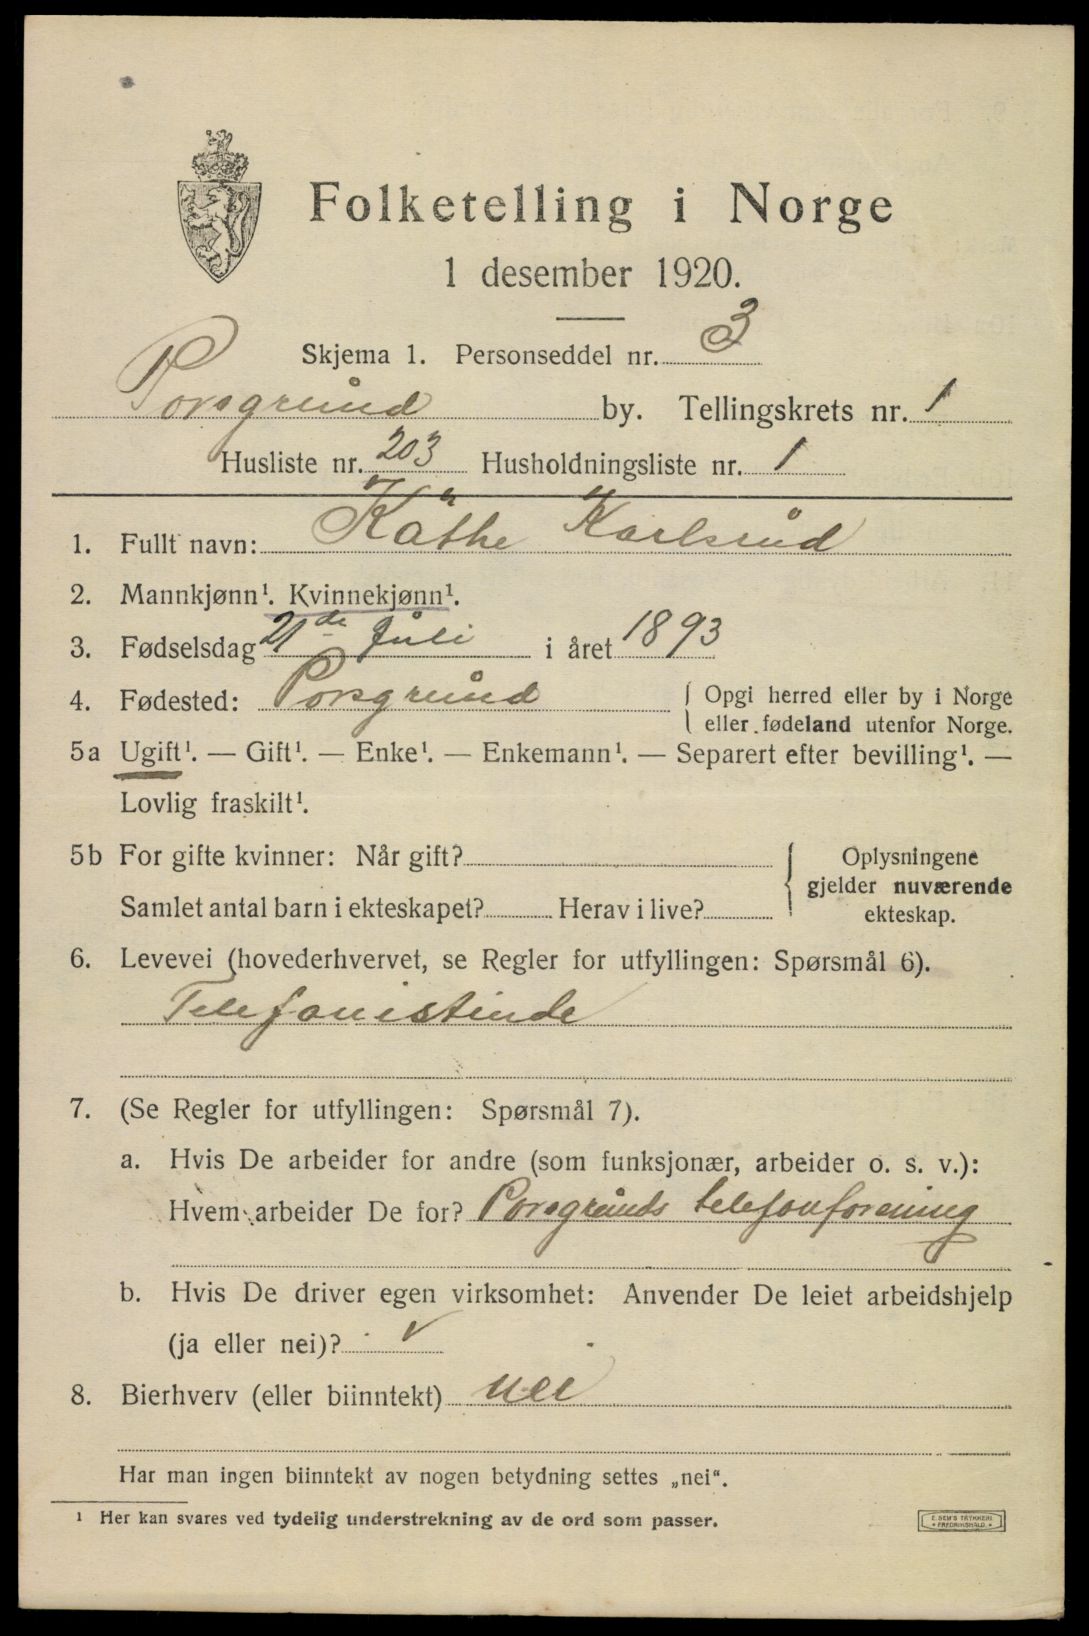 Folketelling i Norge
1 desember 1920.
Skjema 1. Personseddel nr. 3
Porsgrund by. Tellingskrets nr. 1
Husliste nr. 203 Husholdningsliste nr. 1
1. Fullt navn: Käthe Karlsrud
2. Mannkjønn¹. Kvinnekjønn¹.
3. Fødselsdag 21de Juli i året 1893
4. Fødested: Porsgrund { Opgi herred eller by i Norge
eller fødeland utenfor Norge.
5a Ugift¹. — Gift¹. — Enke¹. — Enkemann¹. — Separert efter bevilling¹. —
Lovlig fraskilt¹.
5b For gifte kvinner: Når gift?
Samlet antal barn i ekteskapet? Herav i live?
Oplysningene
gjelder nuværende
ekteskap.
6. Levevei (hovederhvervet, se Regler for utfyllingen: Spørsmål 6).
Telefonistinde
7. (Se Regler for utfyllingen: Spørsmål 7).
a. Hvis De arbeider for andre (som funksjonær, arbeider o. s. v.):
Hvem arbeider De for? Porsgrunds telefonforening
b. Hvis De driver egen virksomhet: Anvender De leiet arbeidshjelp
(ja eller nei)? ✓
8. Bierhverv (eller biinntekt) nei
Har man ingen biinntekt av nogen betydning settes „nei“.
¹ Her kan svares ved tydelig understrekning av de ord som passer.
E. SEM'S TRYKKERI
• FREDRIKSHALD. •